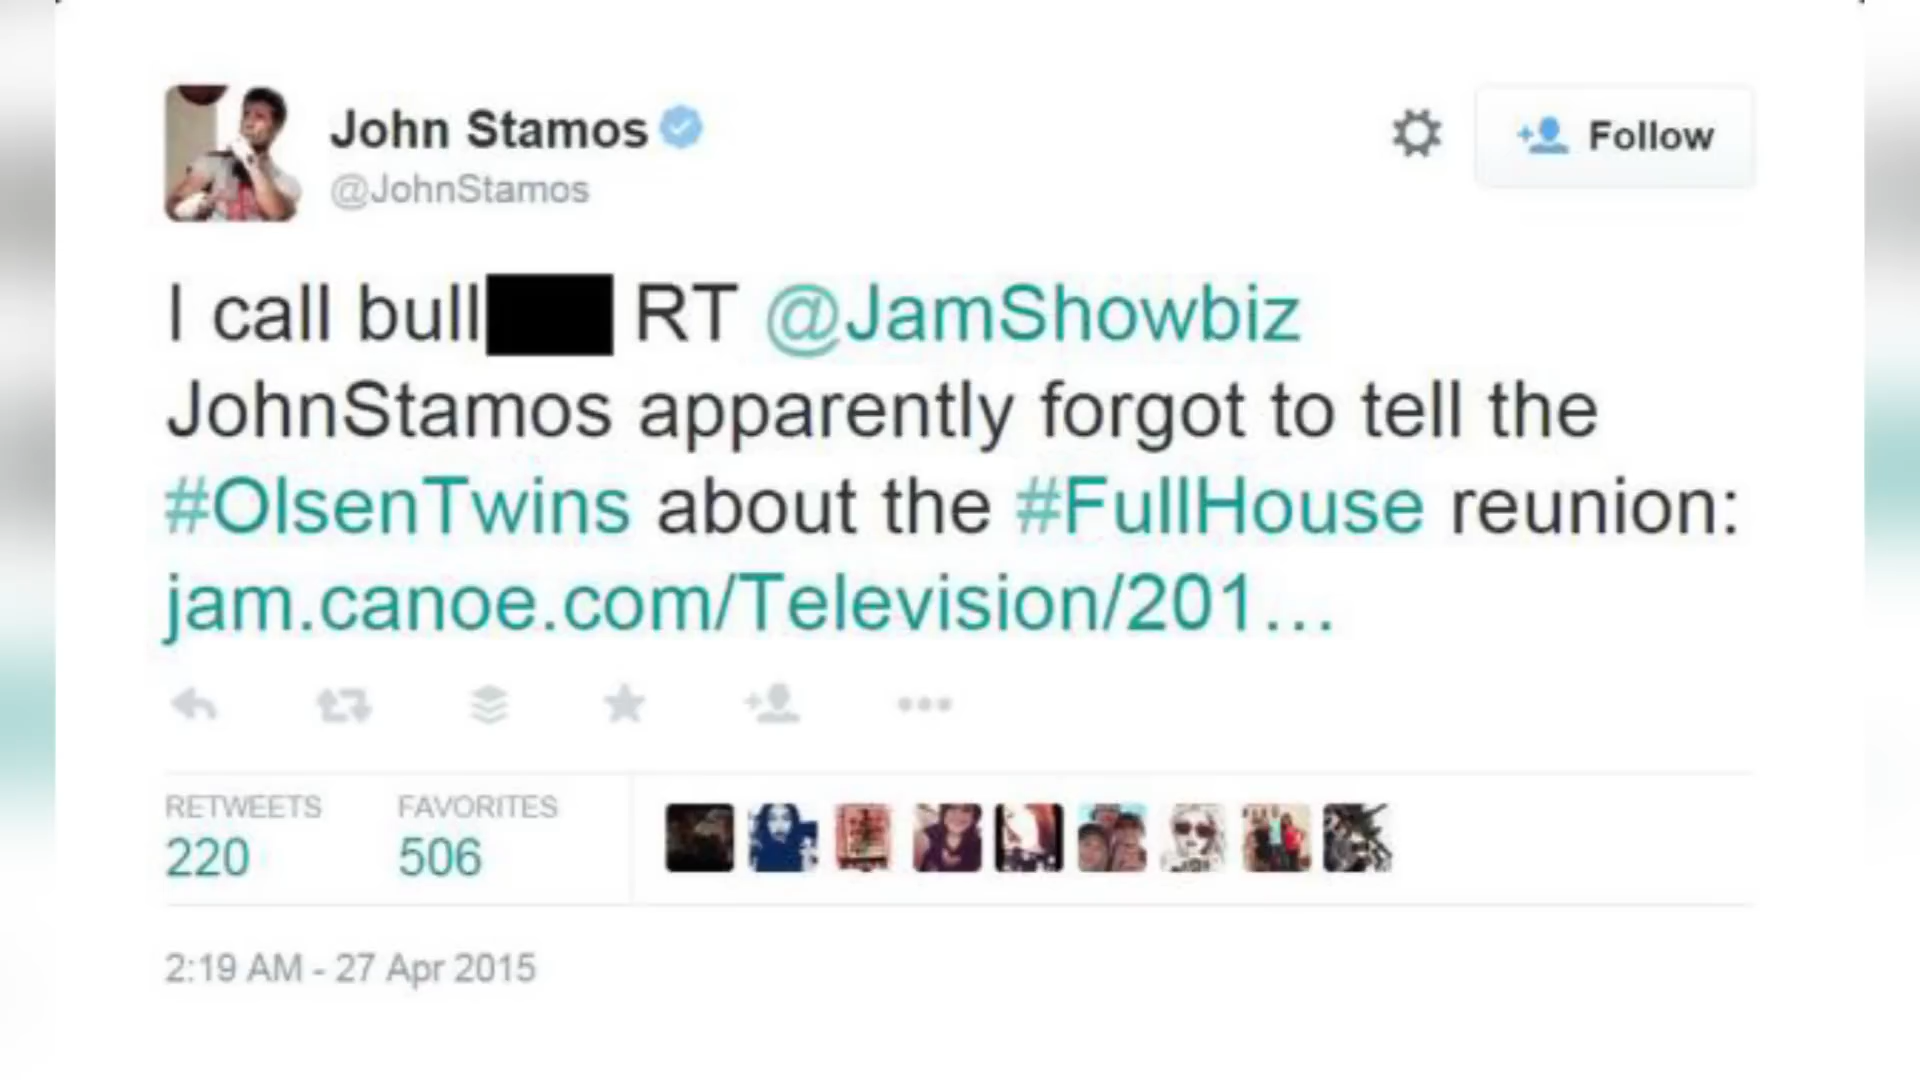 John Stamos
@JohnStamos
Follow
I call bull RT @JamShowbiz
JohnStamos apparently forgot to tell the
#OlsenTwins about the #FullHouse reunion:
jam.canoe.com/Television/201...
RETWEETS
220
FAVORITES
506
2:19 AM - 27 Apr 2015